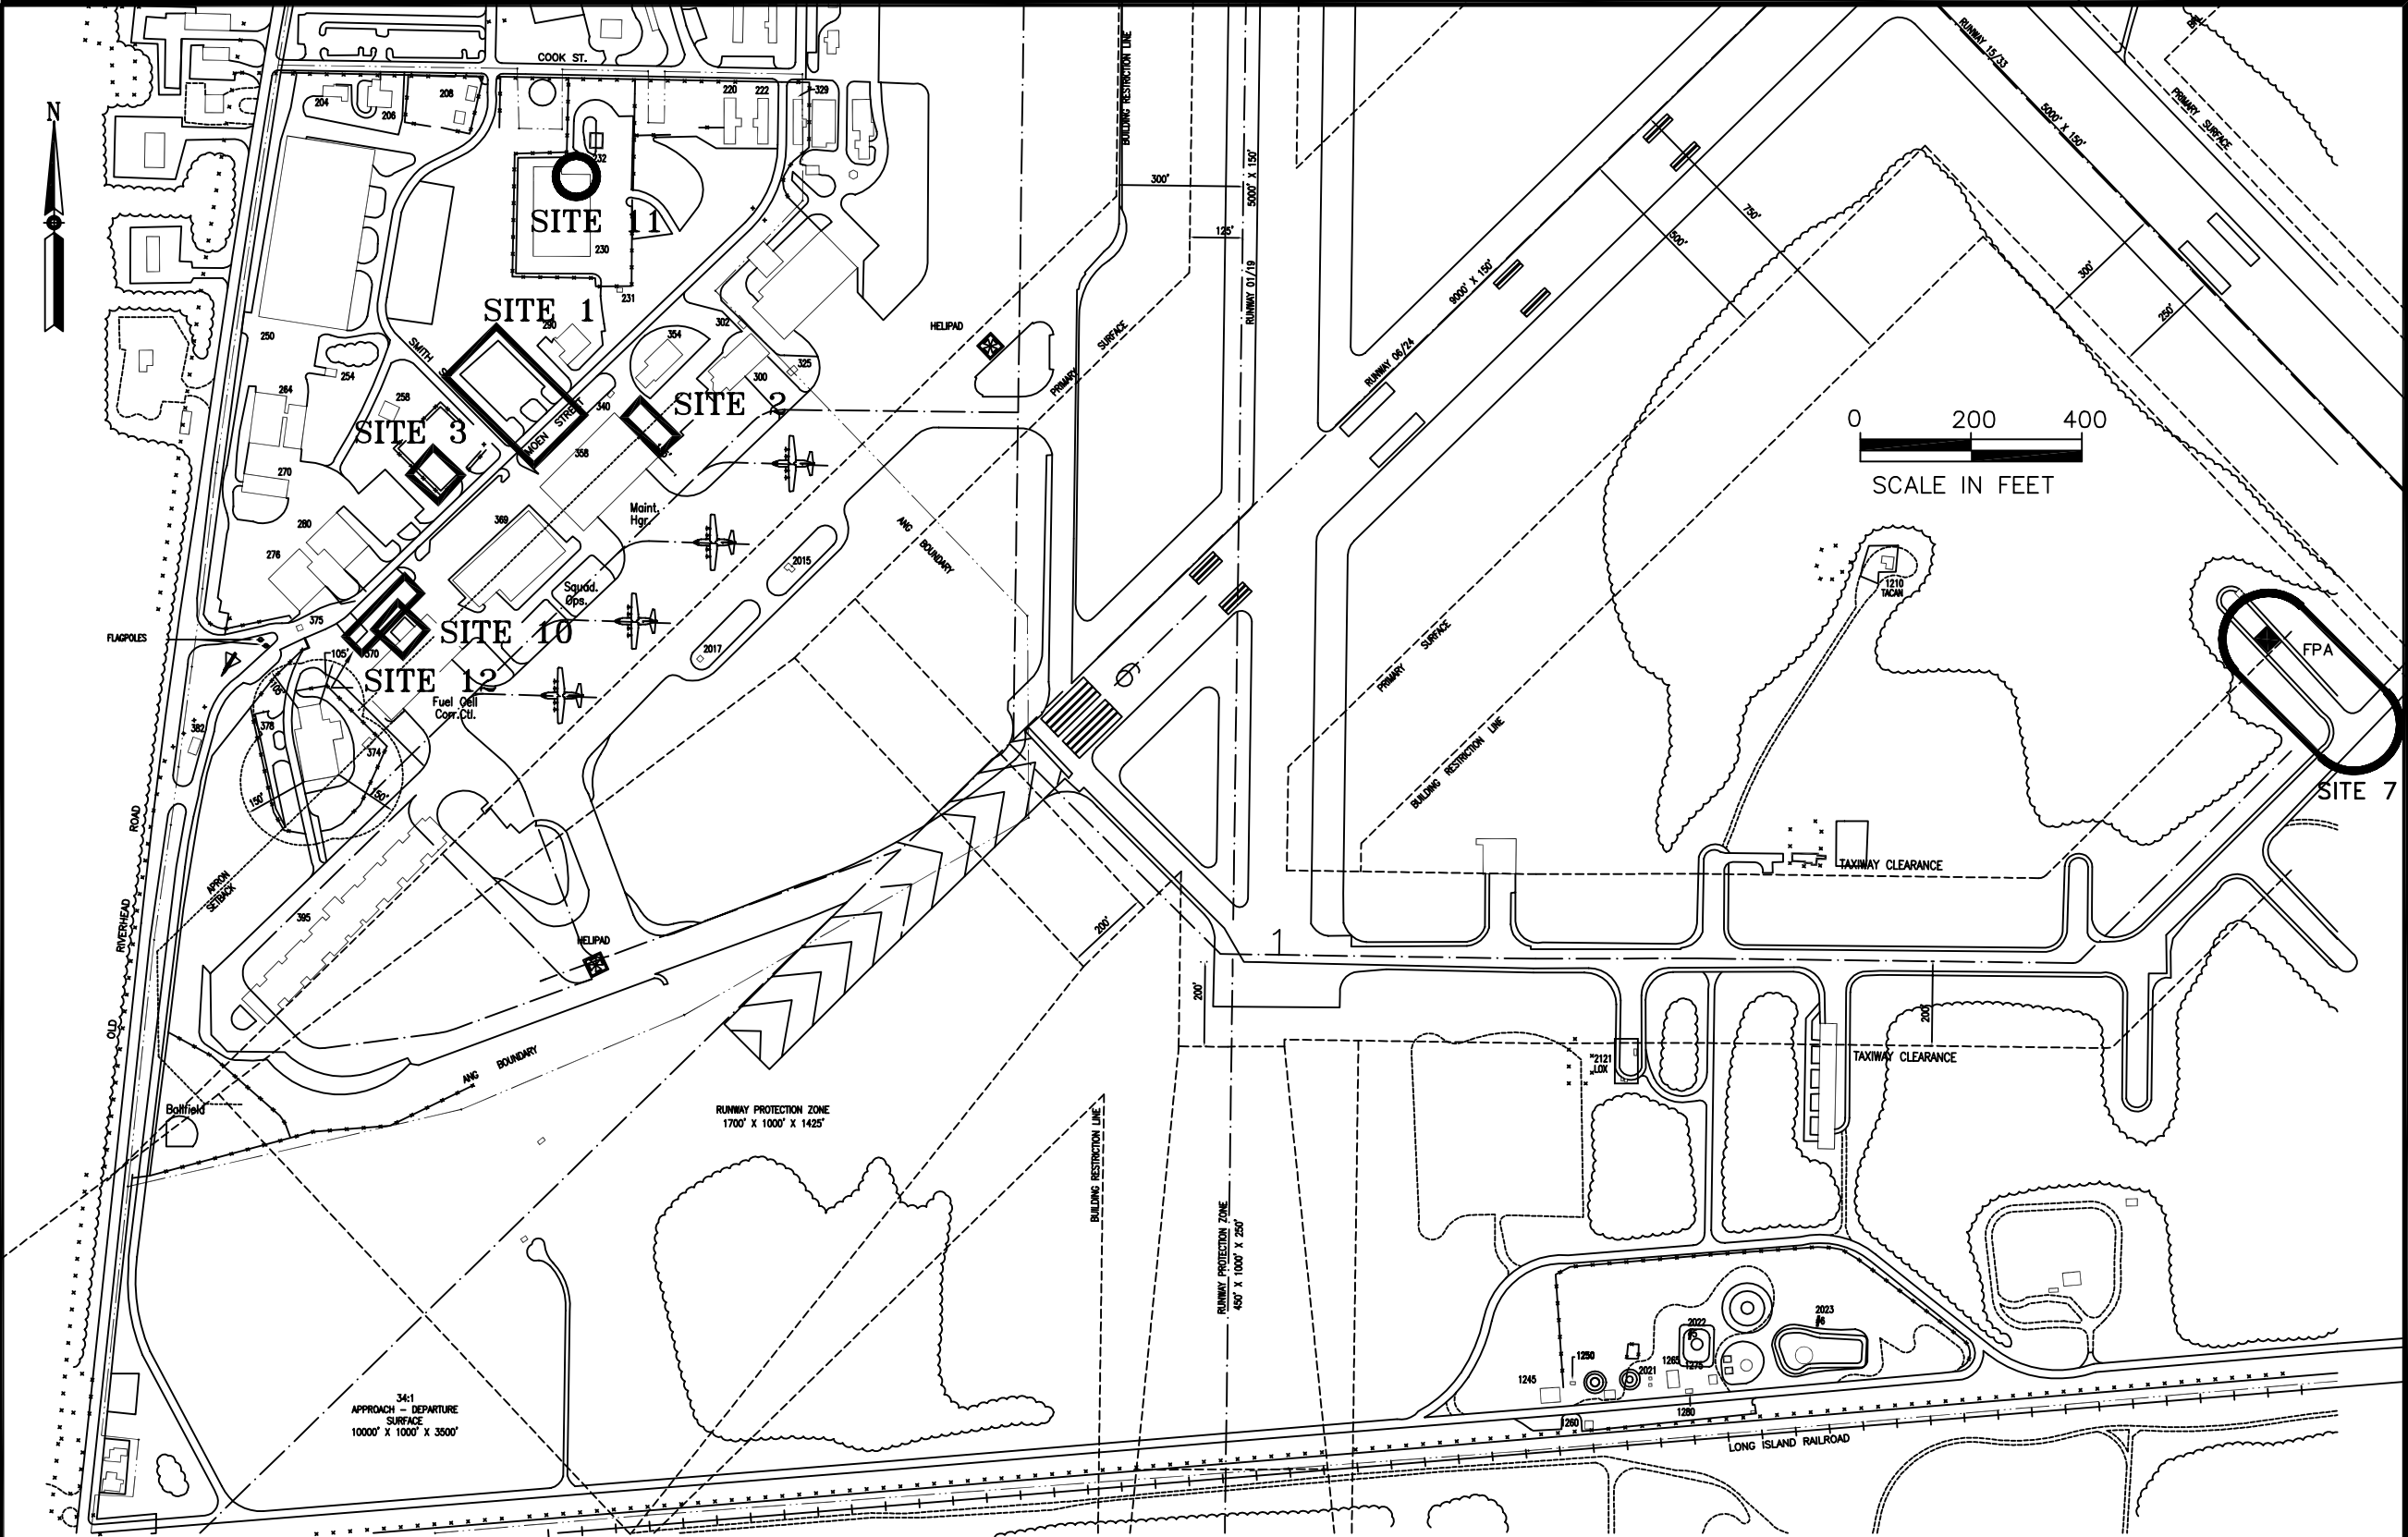 COOK ST.
N
204
206
208
220
222
329
232
SITE 11
230
231
BUILDING RESTRICTION LINE
300'
5000' X 150'
125'
RUNWAY 01/19
RUNWAY 15/33
5000' X 150'
PRIMARY SURFACE
BRL
750'
500'
300'
250'
9000' X 150'
RUNWAY 06/24
SITE 1
290
250
254
SMITH
302
354
300
325
HELIPAD
PRIMARY SURFACE
264
258
340
SITE 2
SITE 3
MOEN STREET
358
270
280
276
369
Maint.
Hgr.
ANG BOUNDARY
0 200 400
SCALE IN FEET
2015
Squad.
Ops.
1210
TACAN
FLAGPOLES
375
SITE 10
370
105'
105'
2017
SITE 12
Fuel Cell
Corr.Ctl.
6
PRIMARY SURFACE
FPA
378
382
374
150'
150'
BUILDING RESTRICTION LINE
SITE 7
OLD RIVERHEAD ROAD
APRON
SETBACK
395
TAXIWAY CLEARANCE
HELIPAD
200'
1
200'
200'
ANG BOUNDARY
2121
LOX
TAXIWAY CLEARANCE
Ballfield
RUNWAY PROTECTION ZONE
1700' X 1000' X 1425'
BUILDING RESTRICTION LINE
RUNWAY PROTECTION ZONE
450' X 1000' X 250'
2023
#6
2022
#5
1250
2021
1265
1275
1245
1260
1280
34:1
APPROACH - DEPARTURE
SURFACE
10000' X 1000' X 3500'
LONG ISLAND RAILROAD